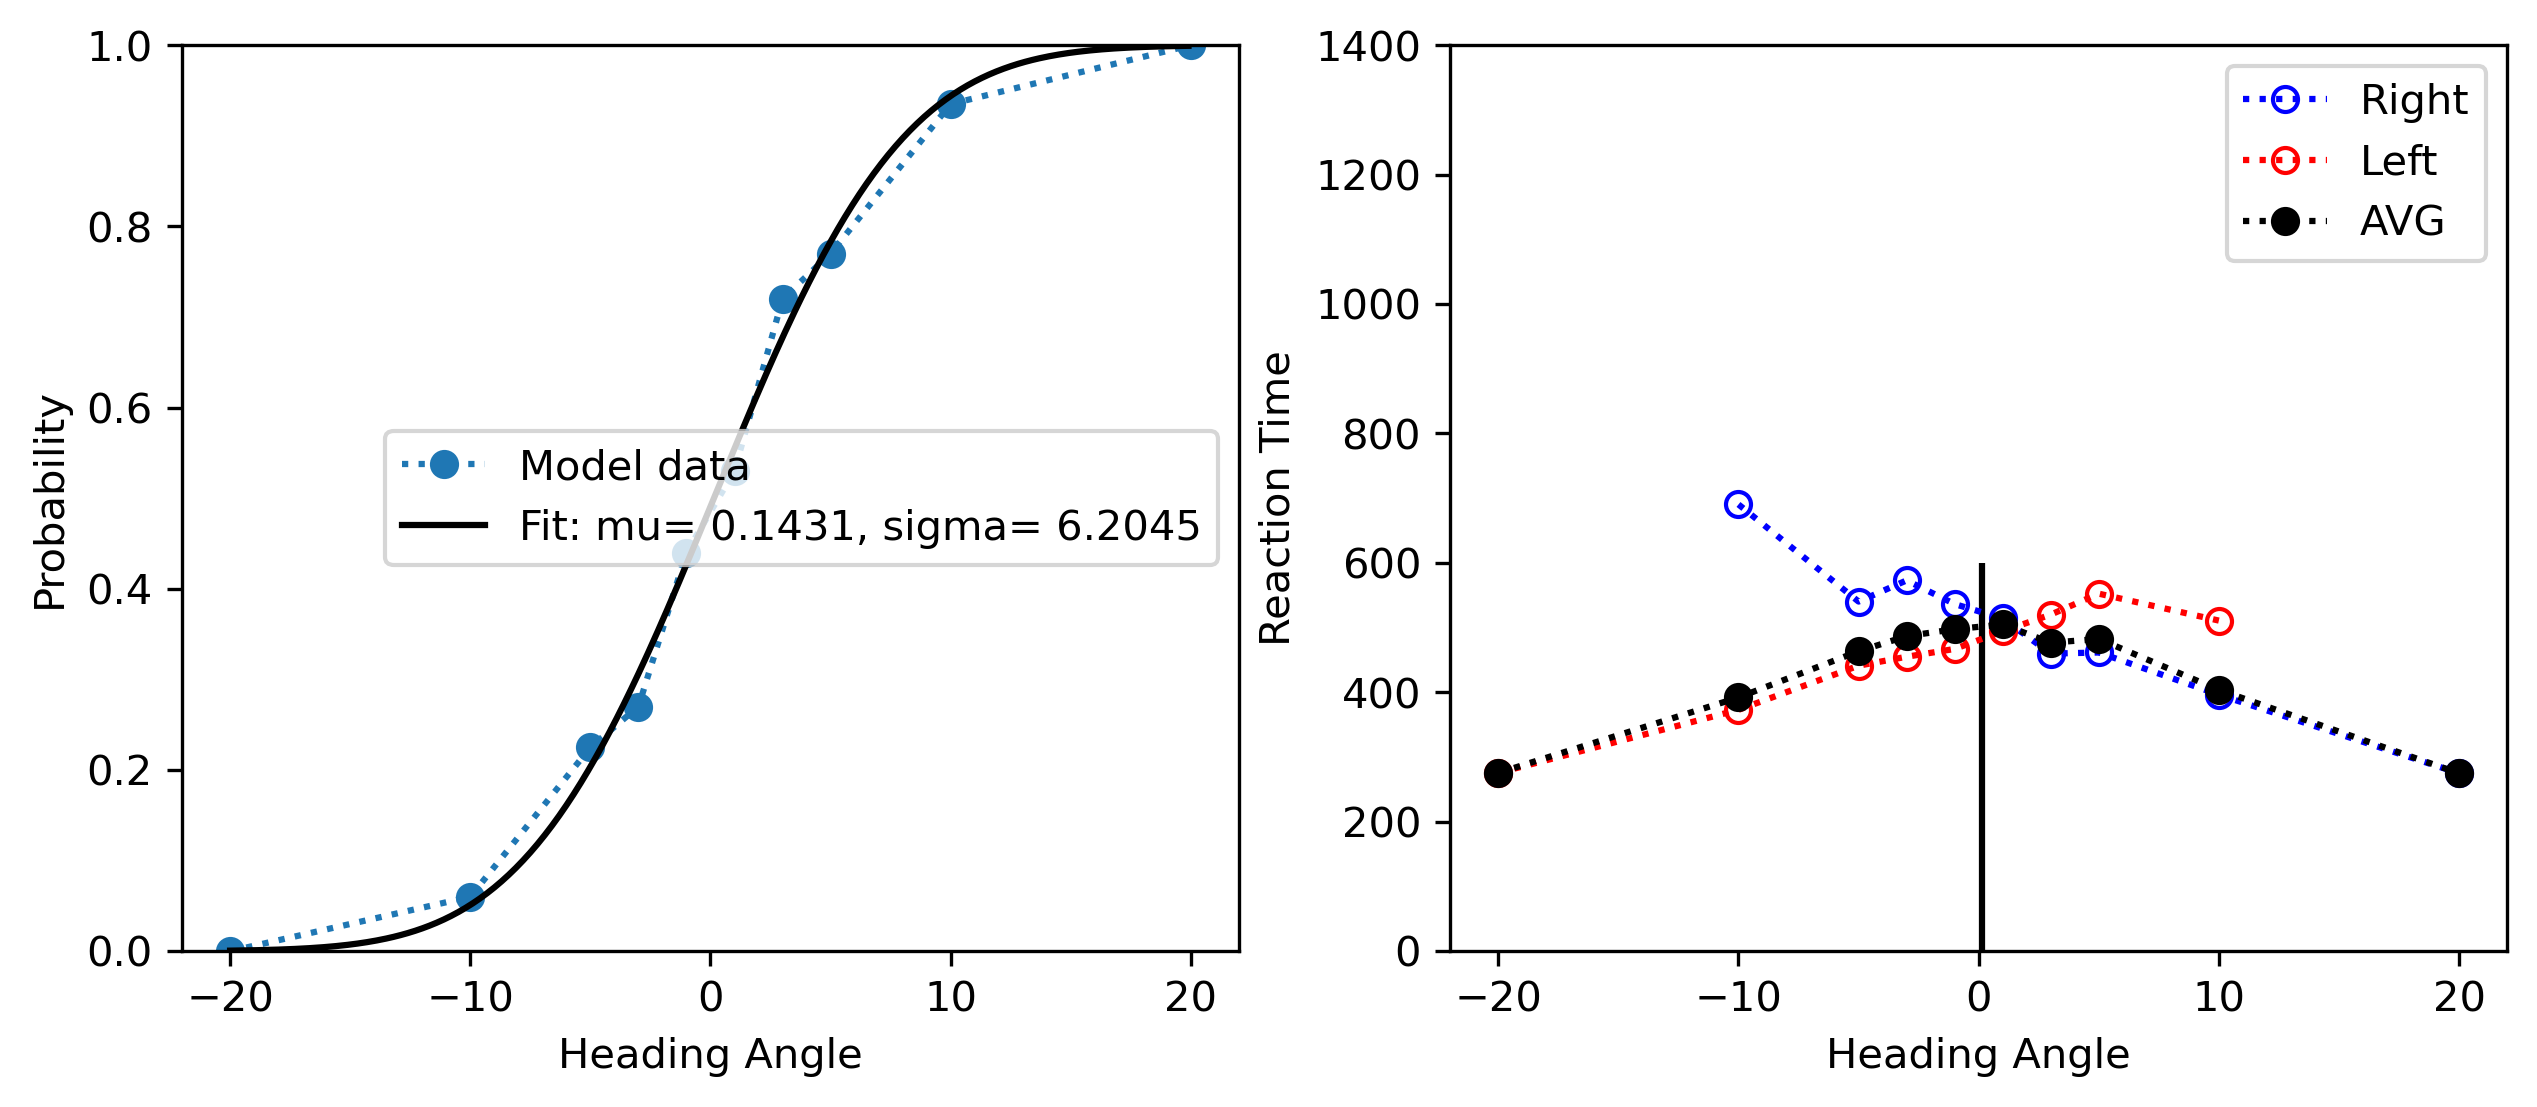 1.0
0.8
0.6
0.4
0.2
0.0
Probability
−20 −10 0 10 20
Heading Angle
Model data
Fit: mu= 0.1431, sigma= 6.2045
1400
1200
1000
800
600
400
200
0
Reaction Time
−20 −10 0 10 20
Heading Angle
Right
Left
AVG